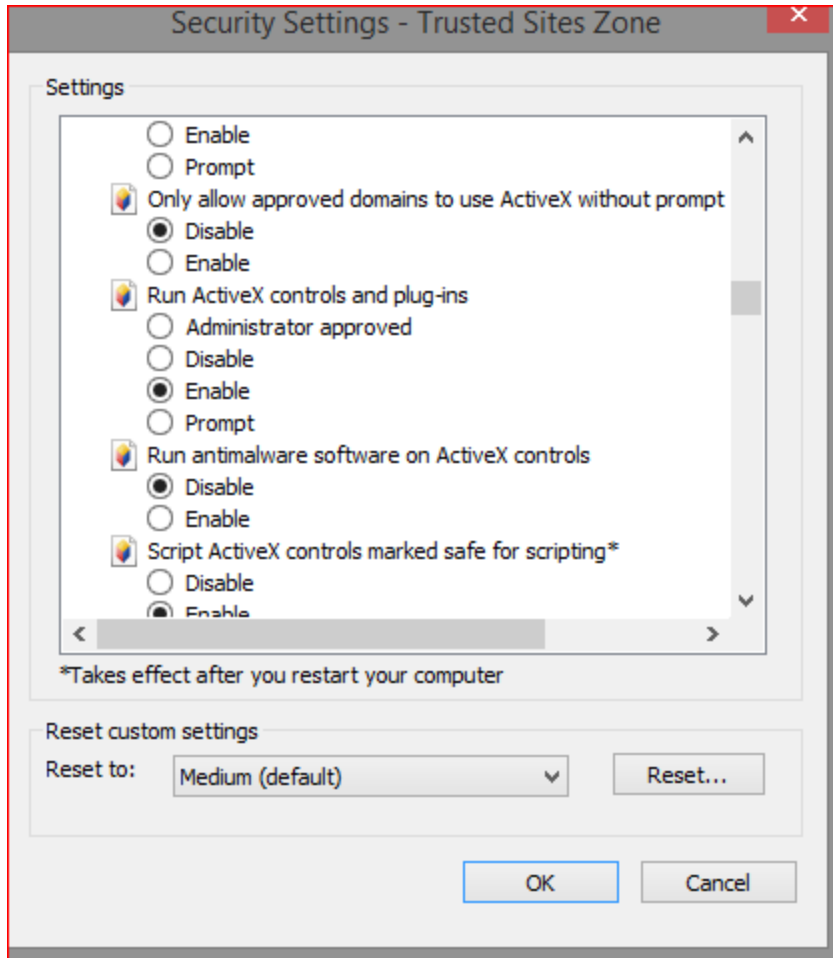 Security Settings - Trusted Sites Zone
Settings
Enable
Prompt
Only allow approved domains to use ActiveX without prompt
Disable
Enable
Run ActiveX controls and plug-ins
Administrator approved
Disable
Enable
Prompt
Run antimalware software on ActiveX controls
Disable
Enable
Script ActiveX controls marked safe for scripting*
Disable
Enable
*Takes effect after you restart your computer
Reset custom settings
Reset to: Medium (default) Reset...
OK Cancel